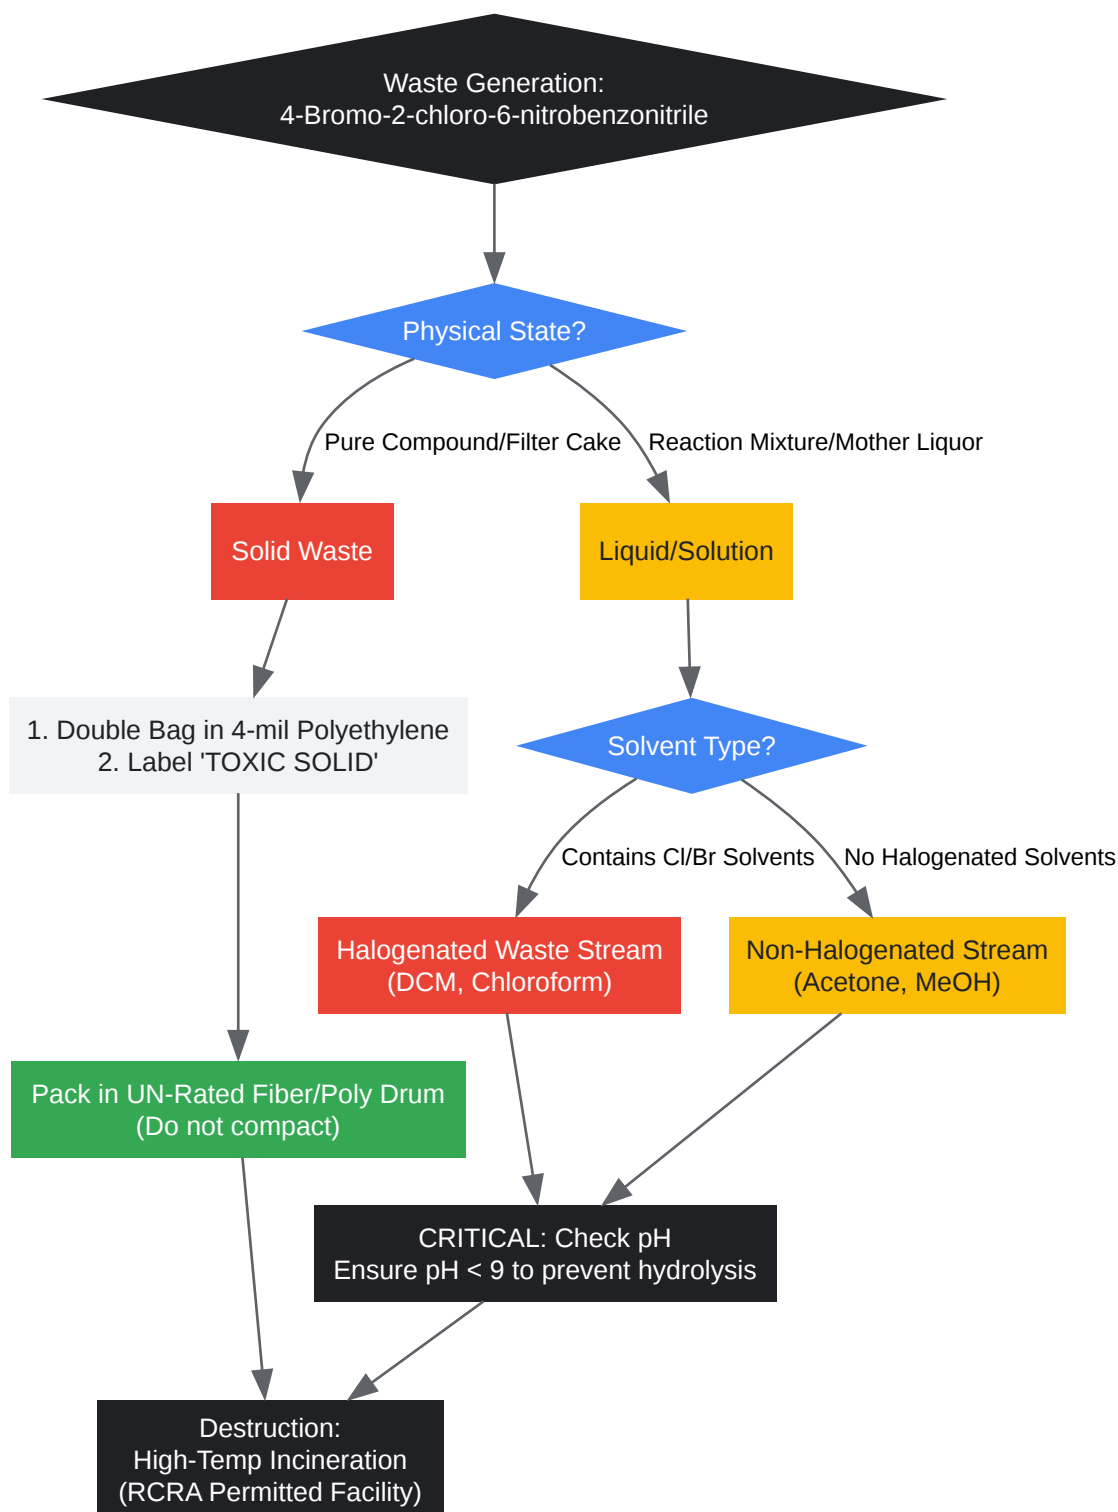 Waste Generation:
4-Bromo-2-chloro-6-nitrobenzonitrile
Physical State?
Pure Compound/Filter Cake
Reaction Mixture/Mother Liquor
Solid Waste
Liquid/Solution
1. Double Bag in 4-mil Polyethylene
2. Label 'TOXIC SOLID'
Solvent Type?
Contains Cl/Br Solvents
No Halogenated Solvents
Halogenated Waste Stream
(DCM, Chloroform)
Non-Halogenated Stream
(Acetone, MeOH)
Pack in UN-Rated Fiber/Poly Drum
(Do not compact)
CRITICAL: Check pH
Ensure pH < 9 to prevent hydrolysis
Destruction:
High-Temp Incineration
(RCRA Permitted Facility)